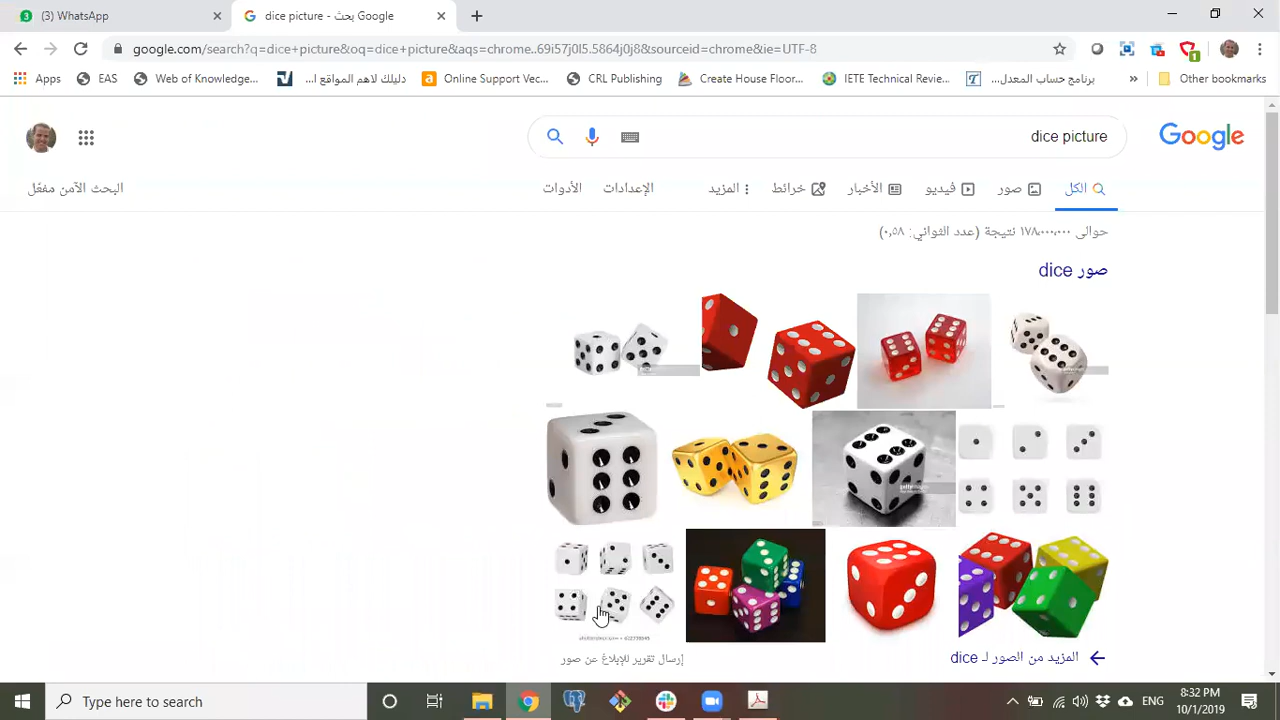 (3) WhatsApp
dice picture - بحث Google
google.com/search?q=dice+picture&oq=dice+picture&aqs=chrome..69i57j0l5.5864j0j8&sourceid=chrome&ie=UTF-8
Apps
EAS
Web of Knowledge...
دليلك لاهم المواقع ا...
Online Support Vec...
CRL Publishing
Create House Floor...
IETE Technical Revie...
برنامج حساب المعدل...
»
Other bookmarks
dice picture
Google
الكل
صور
فيديو
الأخبار
خرائط
المزيد
الإعدادات
الأدوات
البحث الآمن مفعّل
حوالى ١٧٨,٠٠٠,٠٠٠ نتيجة (عدد الثواني: ٠,٥٨)
صور dice
المزيد من الصور لـ dice
إرسال تقرير للإبلاغ عن صور
Type here to search
ENG
8:32 PM
10/1/2019